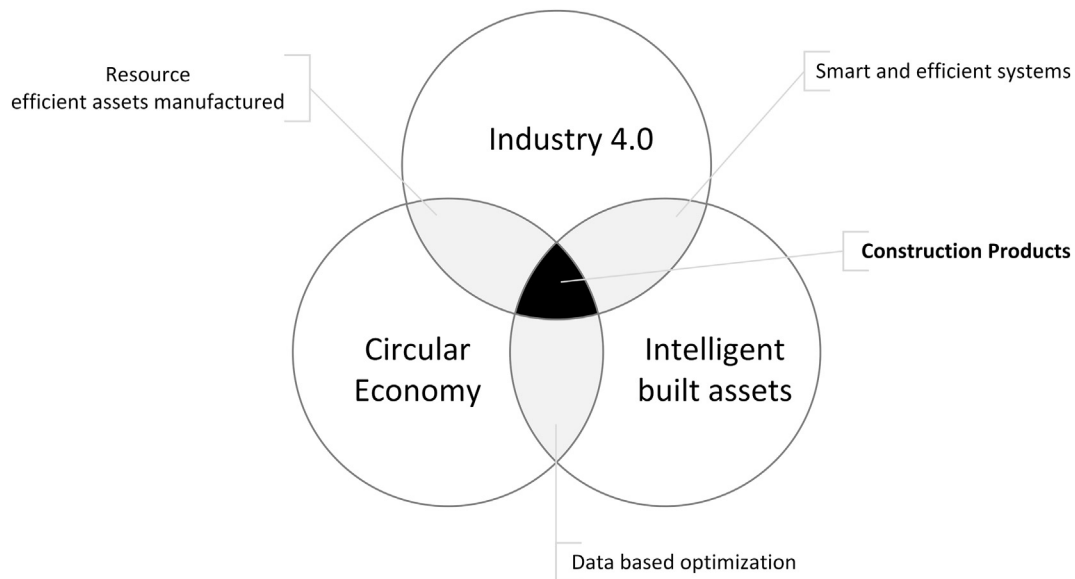 Resource
efficient assets manufactured
Smart and efficient systems
Industry 4.0
Construction Products
Circular
Economy
Intelligent
built assets
Data based optimization